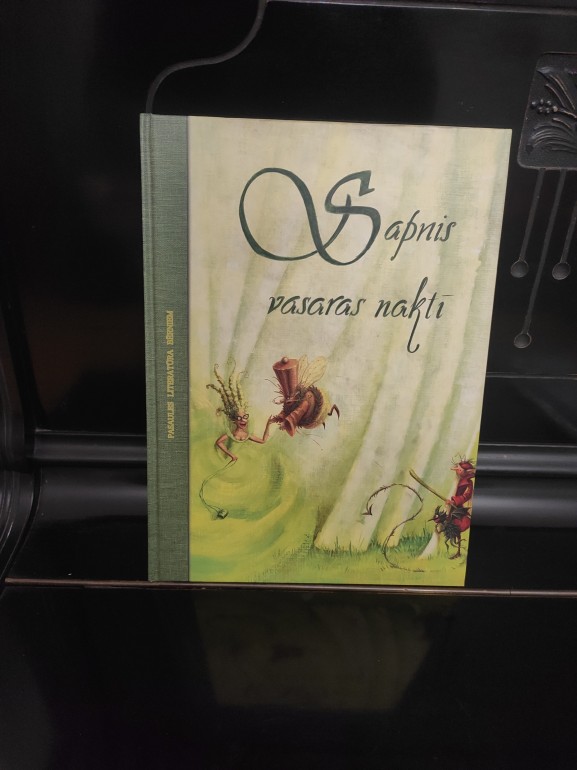 Sapnis
vasaras naktī
PASAULES LITERATŪRA BĒRNIEM